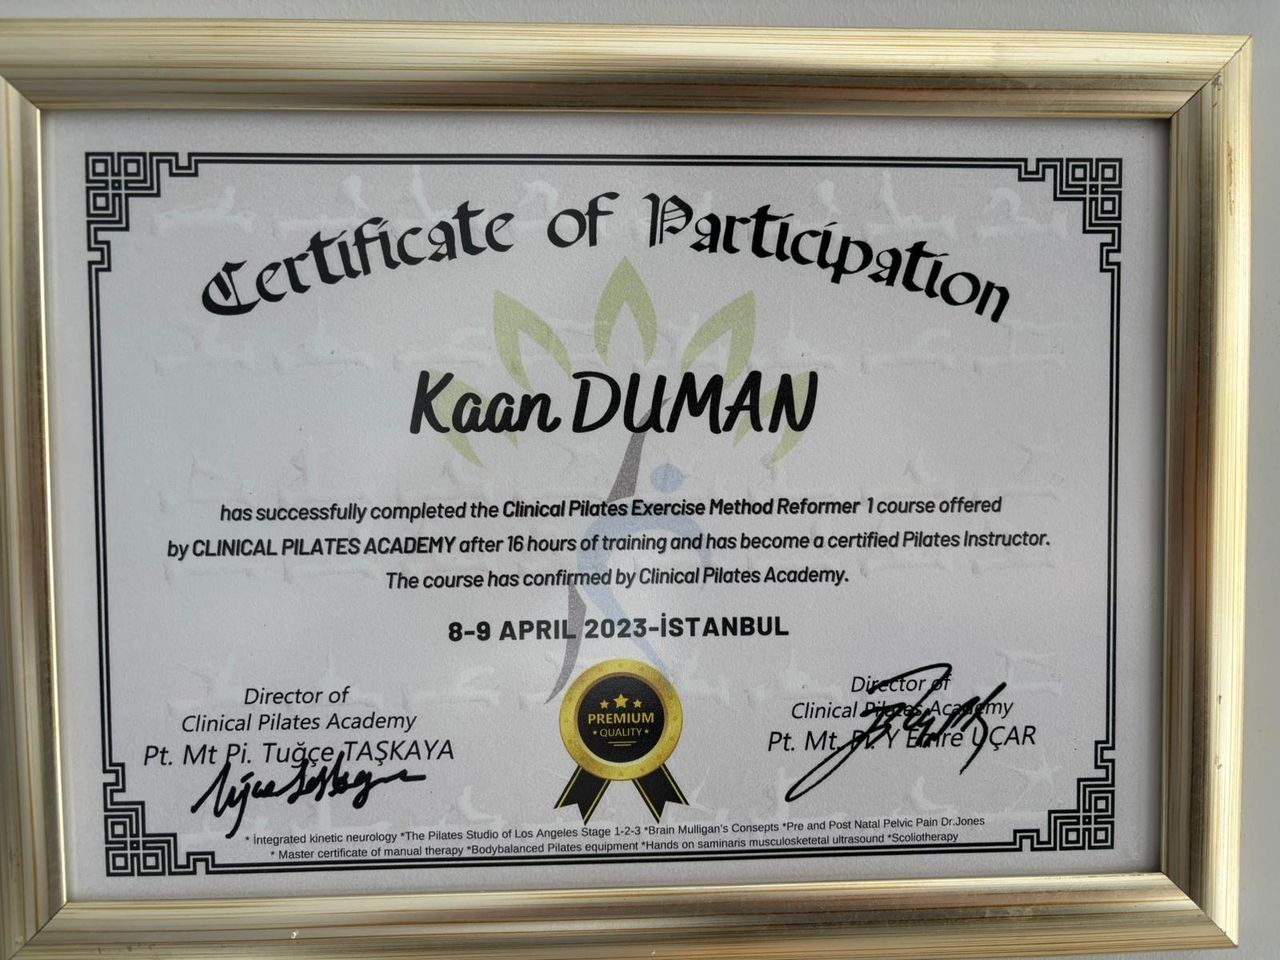 Certificate of Participation
Kaan DUMAN
has successfully completed the Clinical Pilates Exercise Method Reformer 1 course offered
by CLINICAL PILATES ACADEMY after 16 hours of training and has become a certified Pilates Instructor.
The course has confirmed by Clinical Pilates Academy.
8-9 APRIL 2023-İSTANBUL
Director of
Clinical Pilates Academy
Pt. Mt Pi. Tuğçe TAŞKAYA
PREMIUM
QUALITY
Director of
Clinical Pilates Academy
Pt. Mt. Pi. Y Emre UÇAR
* İntegrated kinetic neurology *The Pilates Studio of Los Angeles Stage 1-2-3 *Brain Mulligan's Consepts *Pre and Post Natal Pelvic Pain Dr.Jones
* Master certificate of manual therapy *Bodybalanced Pilates equipment *Hands on saminaris musculosketetal ultrasound *Scoliotherapy